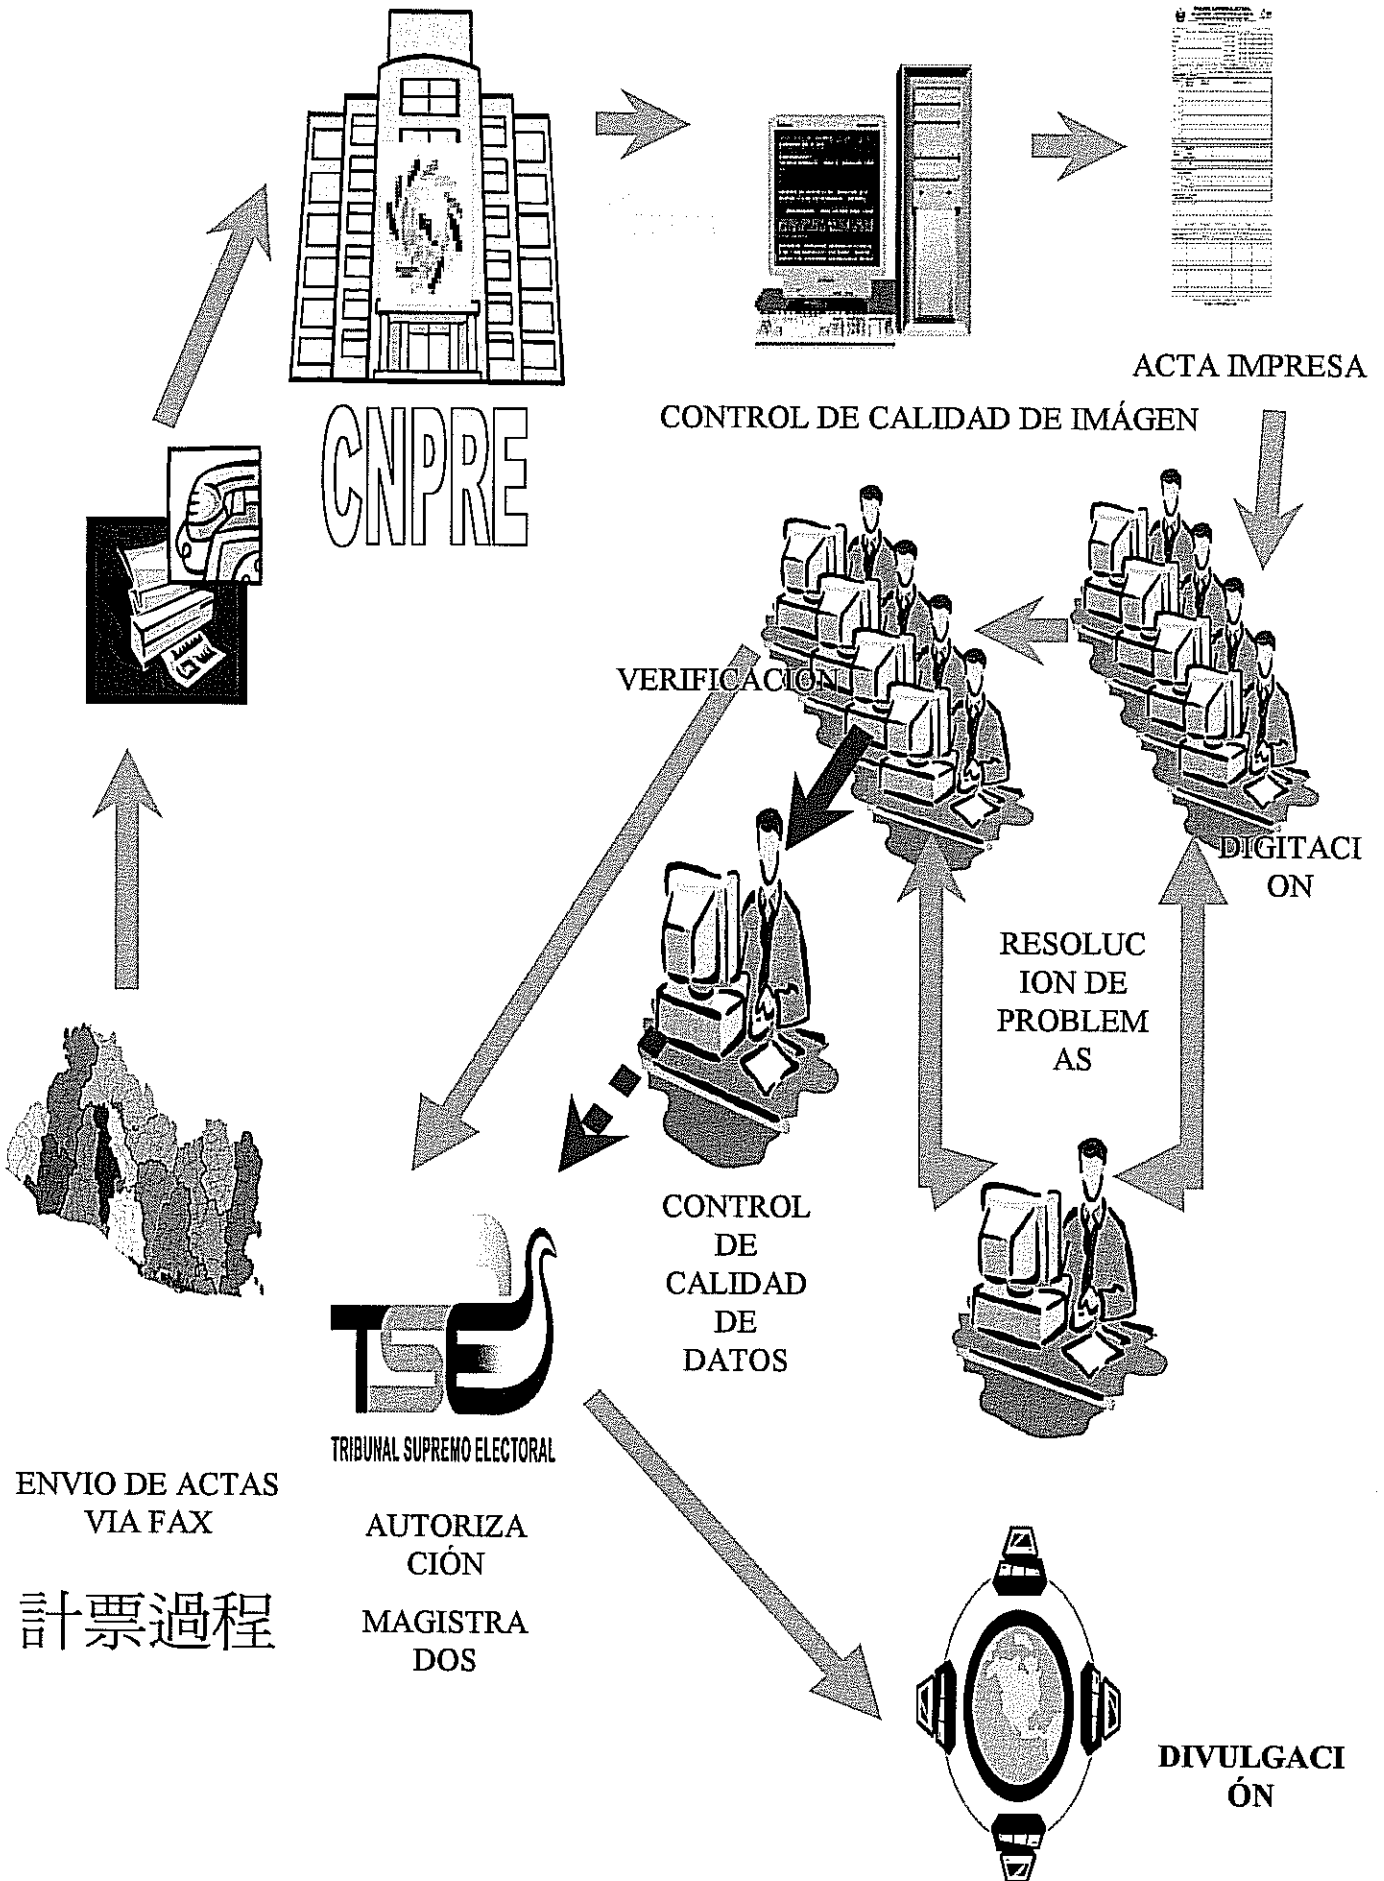 ACTA IMPRESA
CONTROL DE CALIDAD DE IMÁGEN
CNPRE
VERIFICACION
DIGITACI
ON
RESOLUC
ION DE
PROBLEM
AS
CONTROL
DE
CALIDAD
DE
DATOS
TSE
TRIBUNAL SUPREMO ELECTORAL
ENVIO DE ACTAS
VIA FAX
AUTORIZA
CIÓN
MAGISTRA
DOS
計票過程
DIVULGACI
ÓN